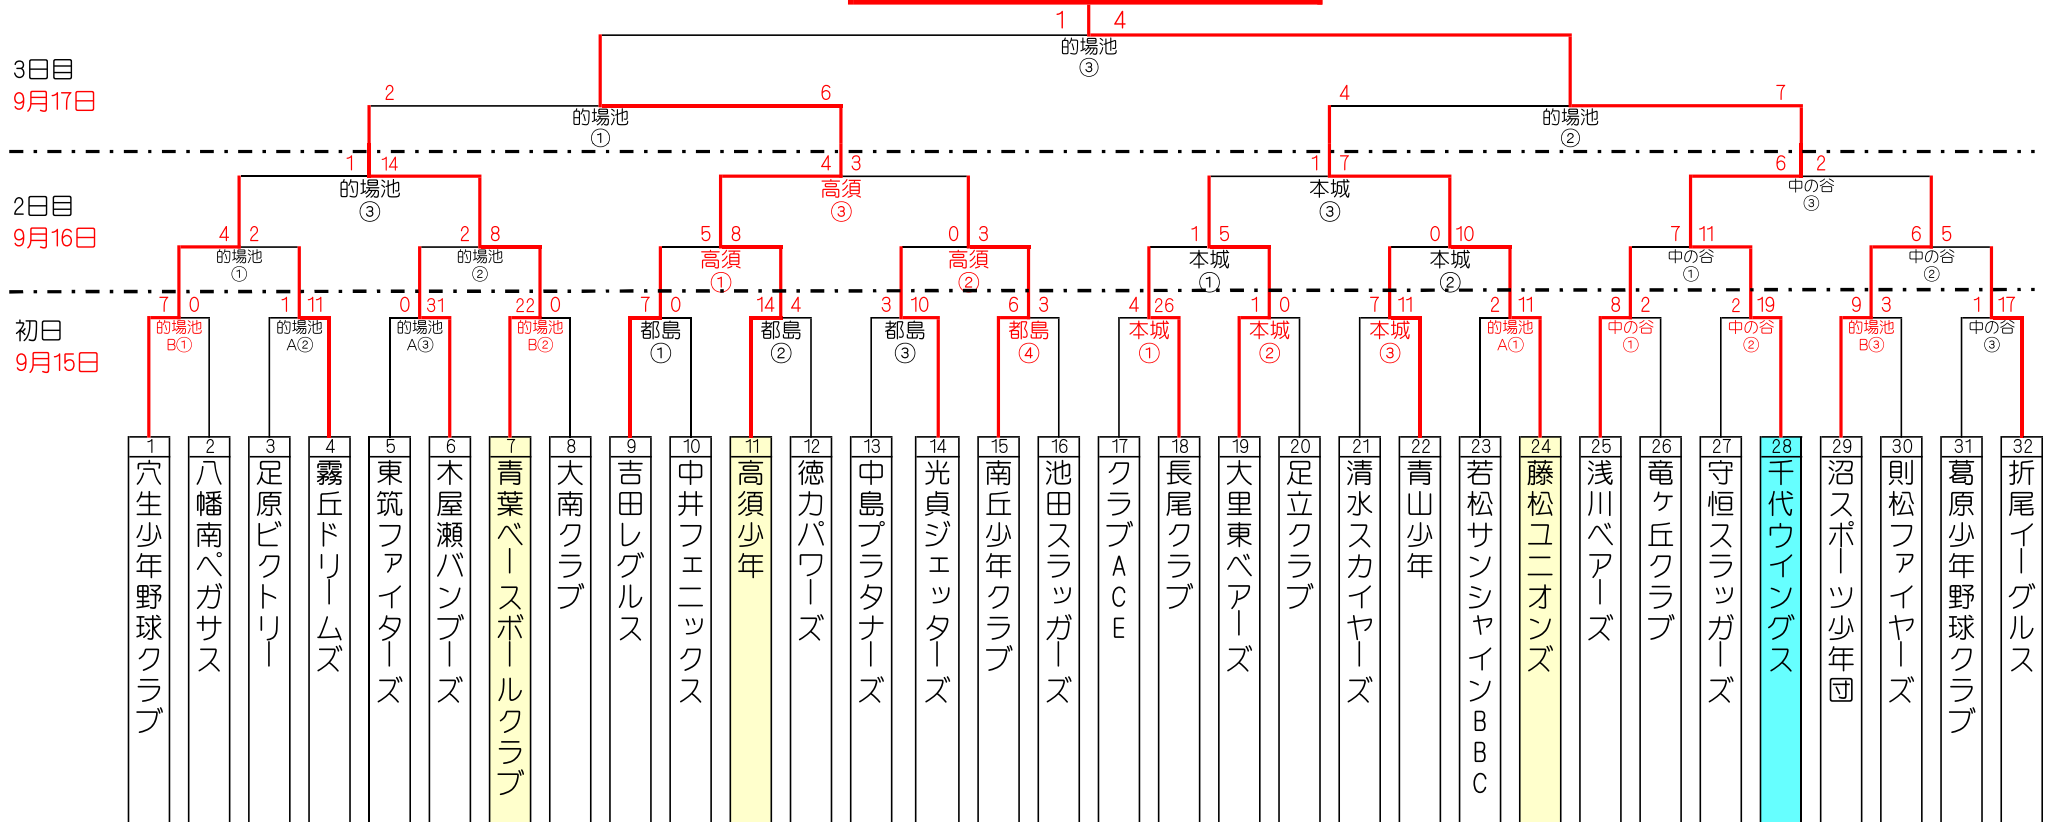 1 4
的場池
③
3日目
9月17日
2 6
的場池
①
4 7
的場池
②
1 14
的場池
③
4 3
高須
③
1 7
本城
③
6 2
中の谷
③
2日目
9月16日
4 2
的場池
①
2 8
的場池
②
5 8
高須
①
0 3
高須
②
1 5
本城
①
0 10
本城
②
7 11
中の谷
①
6 5
中の谷
②
初日
9月15日
7 0
的場池
B①
1 11
的場池
A②
0 31
的場池
A③
22 0
的場池
B②
7 0
都島
①
14 4
都島
②
3 10
都島
③
6 3
都島
④
4 26
本城
①
1 0
本城
②
7 11
本城
③
2 11
的場池
A①
8 2
中の谷
①
2 19
中の谷
②
9 3
的場池
B③
1 17
中の谷
③
1
穴生少年野球クラブ
2
八幡南ペガサス
3
足原ビクトリー
4
霧丘ドリームズ
5
東筑ファイターズ
6
木屋瀬バンブーズ
7
青葉ベースボールクラブ
8
大南クラブ
9
吉田レグルス
10
中井フェニックス
11
高須少年
12
徳力パワーズ
13
中島プラタナーズ
14
光貞ジェッターズ
15
南丘少年クラブ
16
池田スラッガーズ
17
クラブACE
18
長尾クラブ
19
大里東ベアーズ
20
足立クラブ
21
清水スカイヤーズ
22
青山少年
23
若松サンシャインBBC
24
藤松ユニオンズ
25
浅川ベアーズ
26
竜ヶ丘クラブ
27
守恒スラッガーズ
28
千代ウイングス
29
沼スポーツ少年団
30
則松ファイヤーズ
31
葛原少年野球クラブ
32
折尾イーグルス